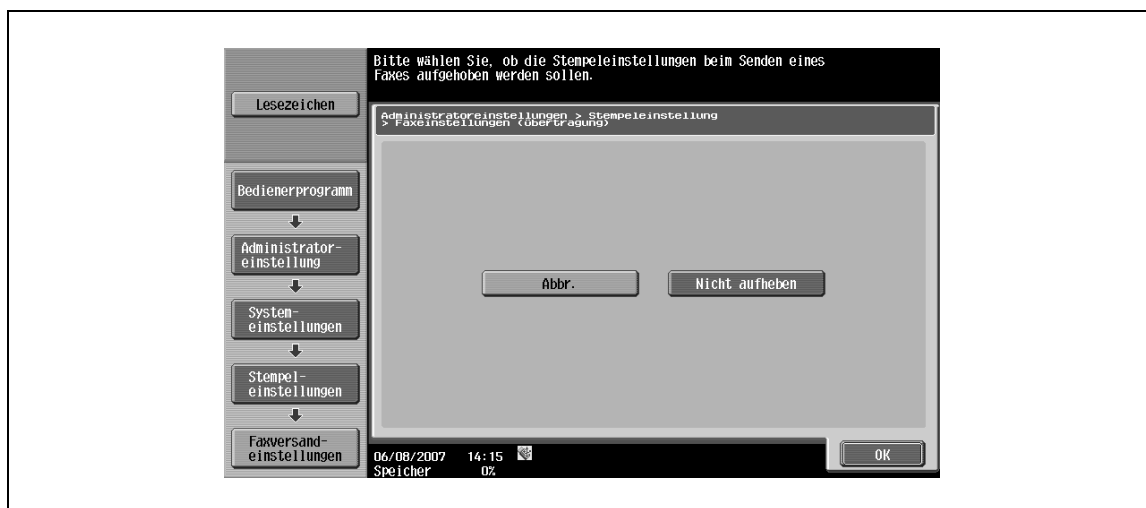 Bitte wählen Sie, ob die Stempeleinstellungen beim Senden eines
Faxes aufgehoben werden sollen.
Lesezeichen
Administratoreinstellungen > Stempeleinstellung
> Faxeinstellungen (übertragung)
Bedienerprogramm
Administrator-
einstellung
System-
einstellungen
Stempel-
einstellungen
Faxversand-
einstellungen
Abbr.
Nicht aufheben
06/08/2007 14:15
Speicher 0%
OK